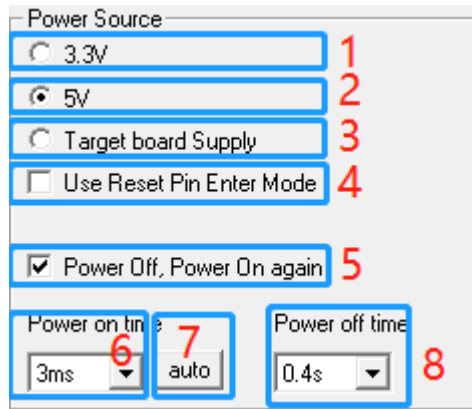 Power Source
3.3V 1
5V 2
Target board Supply 3
Use Reset Pin Enter Mode 4
Power Off, Power On again 5
Power on time 7 Power off time
3ms 6 auto 0.4s 8